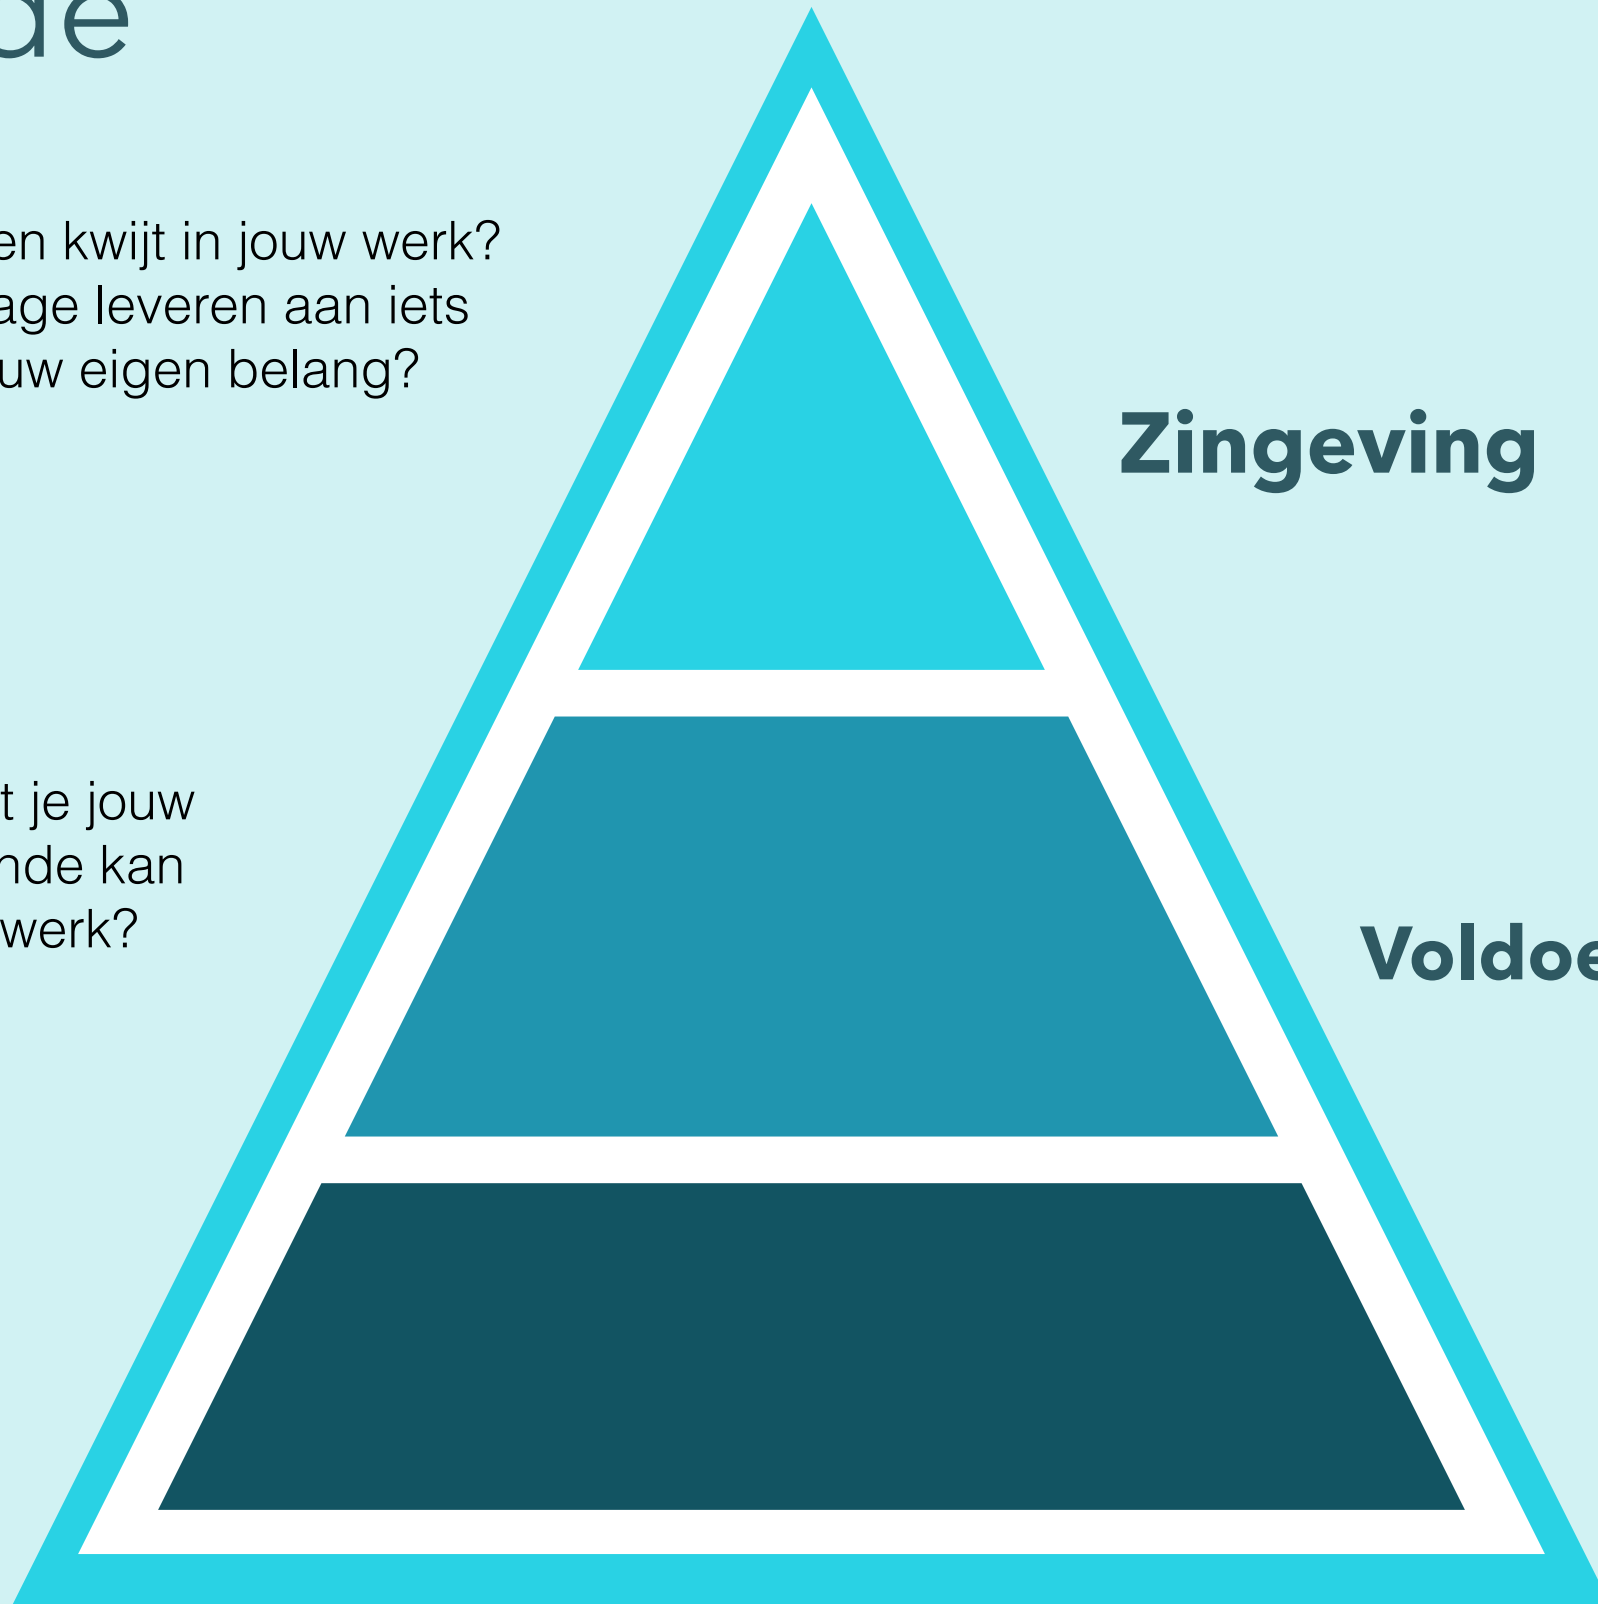 de
en kwijt in jouw werk?
age leveren aan iets
uw eigen belang?
Zingeving
t je jouw
nde kan
werk?
Voldoe